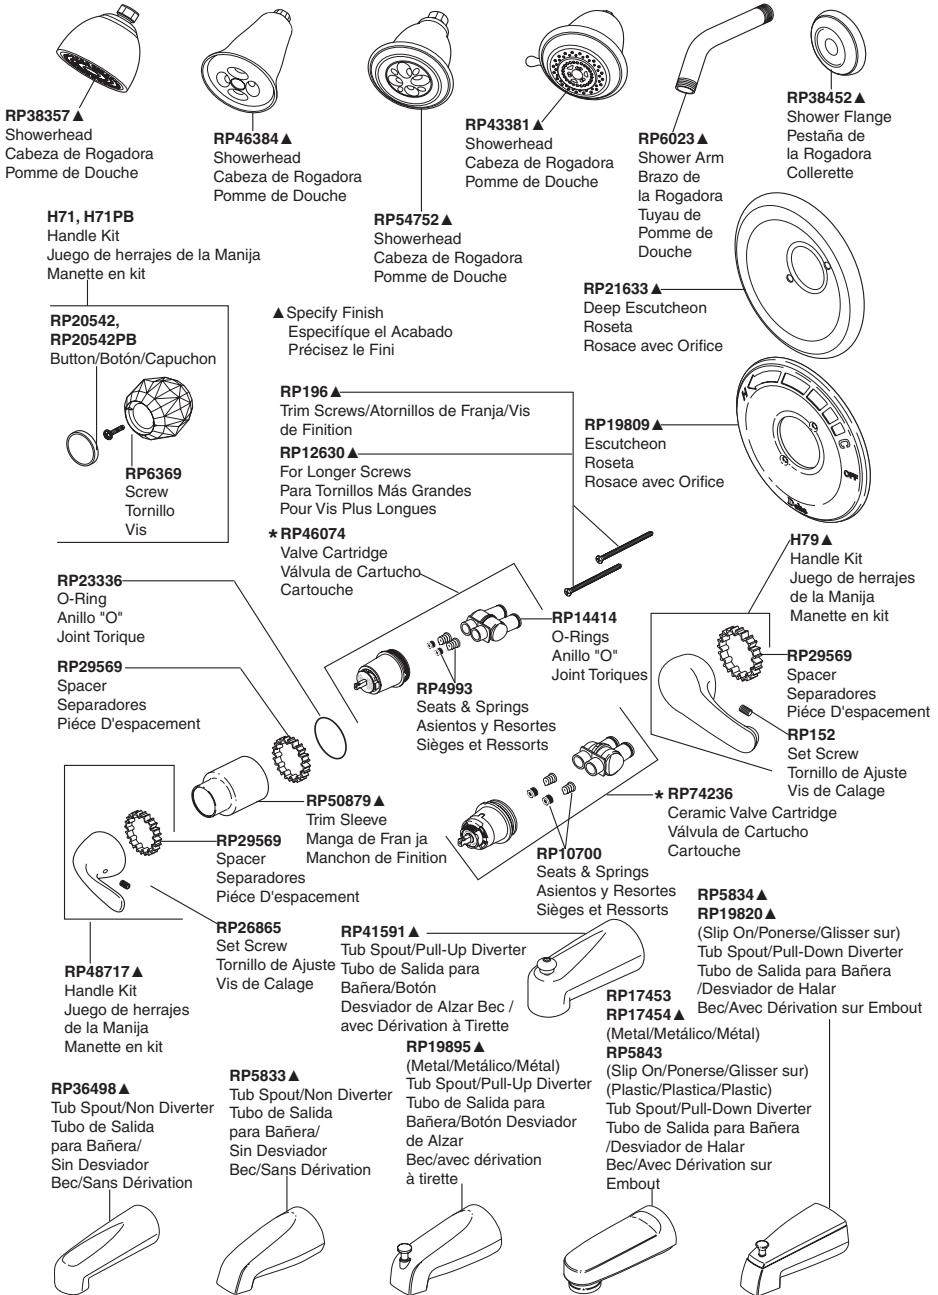 RP38357▲
Showerhead
Cabeza de Rogadora
Pomme de Douche
RP46384▲
Showerhead
Cabeza de Rogadora
Pomme de Douche
RP54752▲
Showerhead
Cabeza de Rogadora
Pomme de Douche
RP43381▲
Showerhead
Cabeza de Rogadora
Pomme de Douche
RP6023▲
Shower Arm
Brazo de
la Rogadora
Tuyau de
Pomme de
Douche
RP38452▲
Shower Flange
Pestaña de
la Rogadora
Collerette
H71, H71PB
Handle Kit
Juego de herrajes de la Manija
Manette en kit
RP20542,
RP20542PB
Button/Botón/Capuchon
RP6369
Screw
Tornillo
Vis
▲Specify Finish
Especifíque el Acabado
Précisez le Fini
RP21633▲
Deep Escutcheon
Roseta
Rosace avec Orifice
RP196▲
Trim Screws/Atornillos de Franja/Vis
de Finition
RP12630▲
For Longer Screws
Para Tornillos Más Grandes
Pour Vis Plus Longues
RP19809▲
Escutcheon
Roseta
Rosace avec Orifice
H
C
OFF
*RP46074
Valve Cartridge
Válvula de Cartucho
Cartouche
H79▲
Handle Kit
Juego de herrajes
de la Manija
Manette en kit
RP23336
O-Ring
Anillo "O"
Joint Torique
RP14414
O-Rings
Anillo "O"
Joint Toriques
RP29569
Spacer
Separadores
Piéce D'espacement
RP4993
Seats & Springs
Asientos y Resortes
Sièges et Ressorts
RP29569
Spacer
Separadores
Piéce D'espacement
RP152
Set Screw
Tornillo de Ajuste
Vis de Calage
RP50879▲
Trim Sleeve
Manga de Fran ja
Manchon de Finition
*RP74236
Ceramic Valve Cartridge
Válvula de Cartucho
Cartouche
RP29569
Spacer
Separadores
Piéce D'espacement
RP10700
Seats & Springs
Asientos y Resortes
Sièges et Ressorts
RP26865
Set Screw
Tornillo de Ajuste
Vis de Calage
RP48717▲
Handle Kit
Juego de herrajes
de la Manija
Manette en kit
RP41591▲
Tub Spout/Pull-Up Diverter
Tubo de Salida para
Bañera/Botón
Desviador de Alzar Bec /
avec Dérivation à Tirette
RP5834▲
RP19820▲
(Slip On/Ponerse/Glisser sur)
Tub Spout/Pull-Down Diverter
Tubo de Salida para Bañera
/Desviador de Halar
Bec/Avec Dérivation sur Embout
RP36498▲
Tub Spout/Non Diverter
Tubo de Salida
para Bañera/
Sin Desviador
Bec/Sans Dérivation
RP5833▲
Tub Spout/Non Diverter
Tubo de Salida
para Bañera/
Sin Desviador
Bec/Sans Dérivation
RP19895▲
(Metal/Metálico/Métal)
Tub Spout/Pull-Up Diverter
Tubo de Salida para
Bañera/Botón Desviador
de Alzar
Bec/avec dérivation
à tirette
RP17453
RP17454▲
(Metal/Metálico/Métal)
RP5843
(Slip On/Ponerse/Glisser sur)
(Plastic/Plastica/Plastic)
Tub Spout/Pull-Down Diverter
Tubo de Salida para Bañera
/Desviador de Halar
Bec/Avec Dérivation sur
Embout